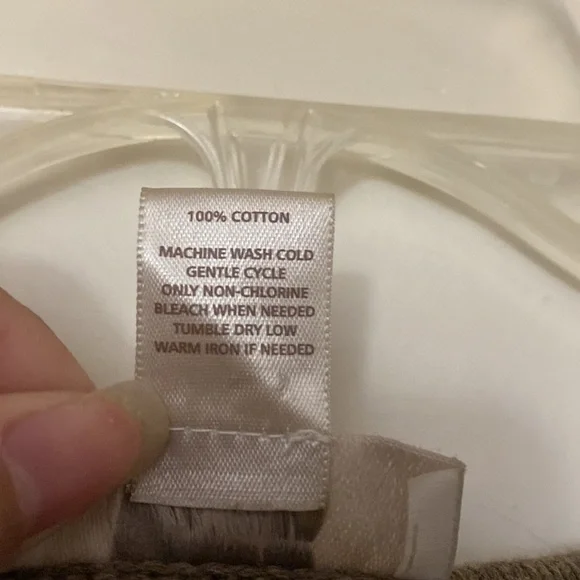 100% COTTON
MACHINE WASH COLD
GENTLE CYCLE
ONLY NON-CHLORINE
BLEACH WHEN NEEDED
TUMBLE DRY LOW
WARM IRON IF NEEDED